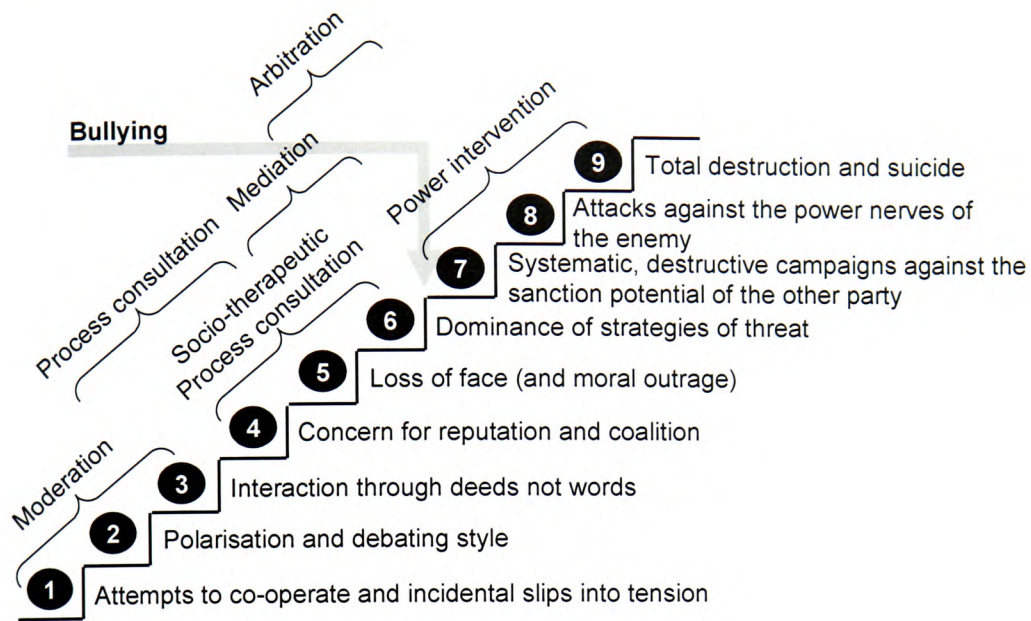 Arbitration
Bullying
Mediation
Power intervention
Process consultation
Socio-therapeutic
Process consultation
Moderation
9 Total destruction and suicide
8 Attacks against the power nerves of
the enemy
7 Systematic, destructive campaigns against the
sanction potential of the other party
6 Dominance of strategies of threat
5 Loss of face (and moral outrage)
4 Concern for reputation and coalition
3 Interaction through deeds not words
2 Polarisation and debating style
1 Attempts to co-operate and incidental slips into tension